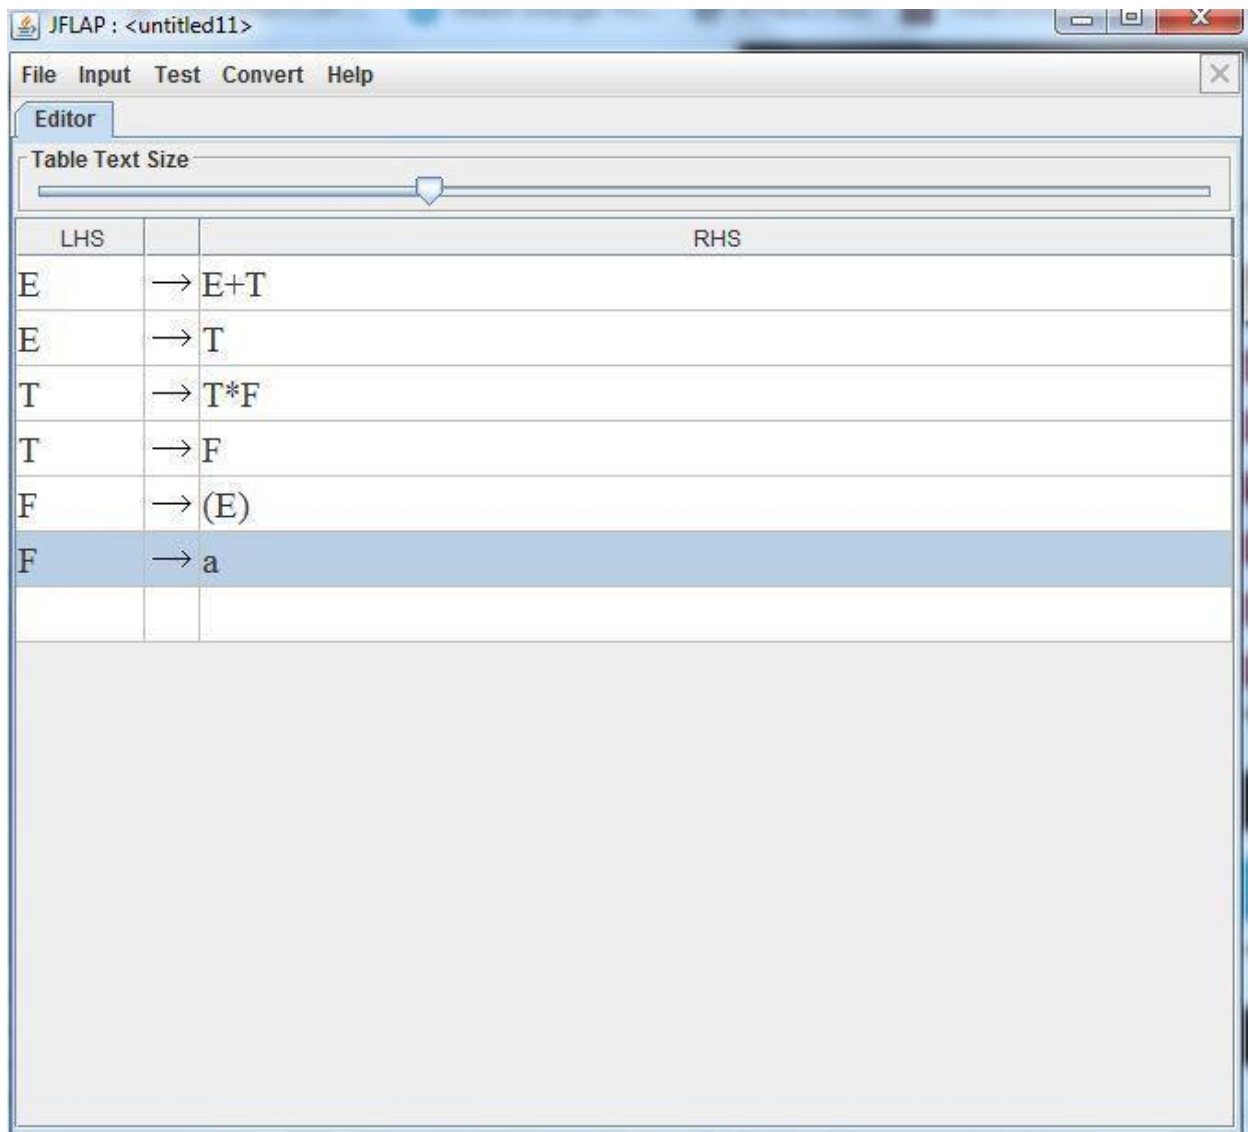 JFLAP : <untitled11>
File Input Test Convert Help
Editor
Table Text Size
LHS RHS
E → E+T
E → T
T → T*F
T → F
F → (E)
F → a